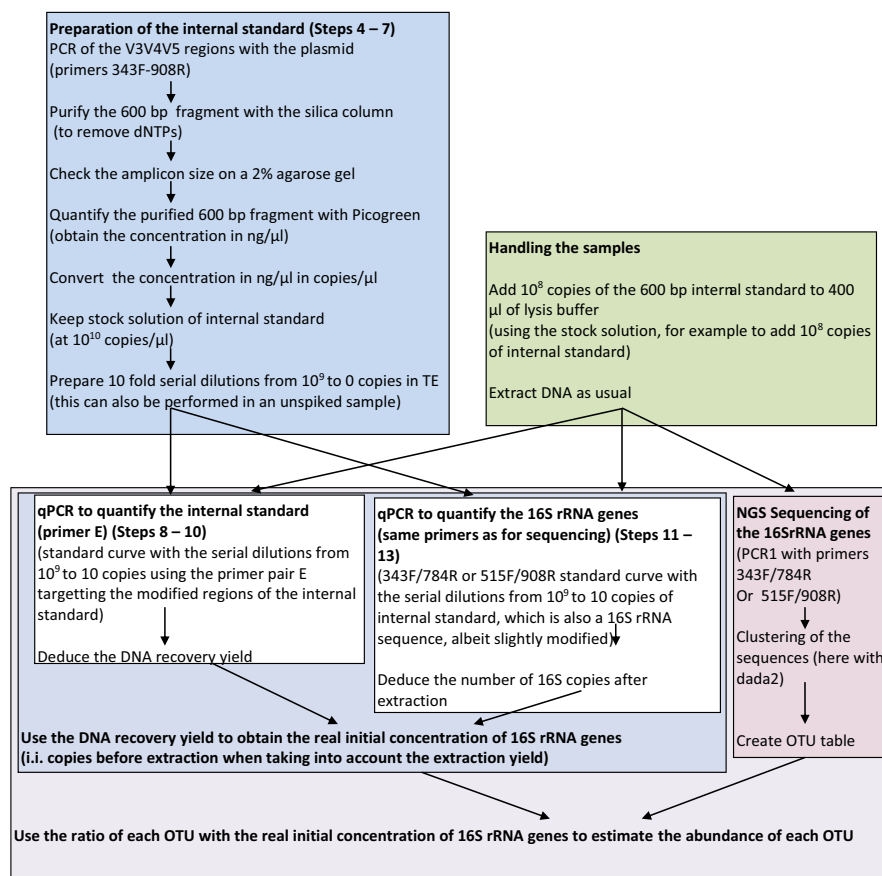 Preparation of the internal standard (Steps 4 – 7)
PCR of the V3V4V5 regions with the plasmid
(primers 343F-908R)
Purify the 600 bp fragment with the silica column
(to remove dNTPs)
Check the amplicon size on a 2% agarose gel
Quantify the purified 600 bp fragment with Picogreen
(obtain the concentration in ng/µl)
Convert the concentration in ng/µl in copies/µl
Keep stock solution of internal standard
(at 10¹⁰ copies/µl)
Prepare 10 fold serial dilutions from 10⁹ to 0 copies in TE
(this can also be performed in an unspiked sample)
Handling the samples
Add 10⁸ copies of the 600 bp internal standard to 400
µl of lysis buffer
(using the stock solution, for example to add 10⁸ copies
of internal standard)
Extract DNA as usual
qPCR to quantify the internal standard
(primer E) (Steps 8 – 10)
(standard curve with the serial dilutions from
10⁹ to 10 copies using the primer pair E
targetting the modified regions of the internal
standard)
Deduce the DNA recovery yield
qPCR to quantify the 16S rRNA genes
(same primers as for sequencing) (Steps 11 –
13)
(343F/784R or 515F/908R standard curve with
the serial dilutions from 10⁹ to 10 copies of
internal standard, which is also a 16S rRNA
sequence, albeit slightly modified)
Deduce the number of 16S copies after
extraction
NGS Sequencing
of the
16SrRNA genes
(PCR1 with primers
343F/784R
Or 515F/908R)
Clustering of the
sequences (here with
dada2)
Create OTU table
Use the DNA recovery yield to obtain the real initial concentration of 16S rRNA genes
(i.i. copies before extraction when taking into account the extraction yield)
Use the ratio of each OTU with the real initial concentration of 16S rRNA genes to estimate the abundance of each OTU